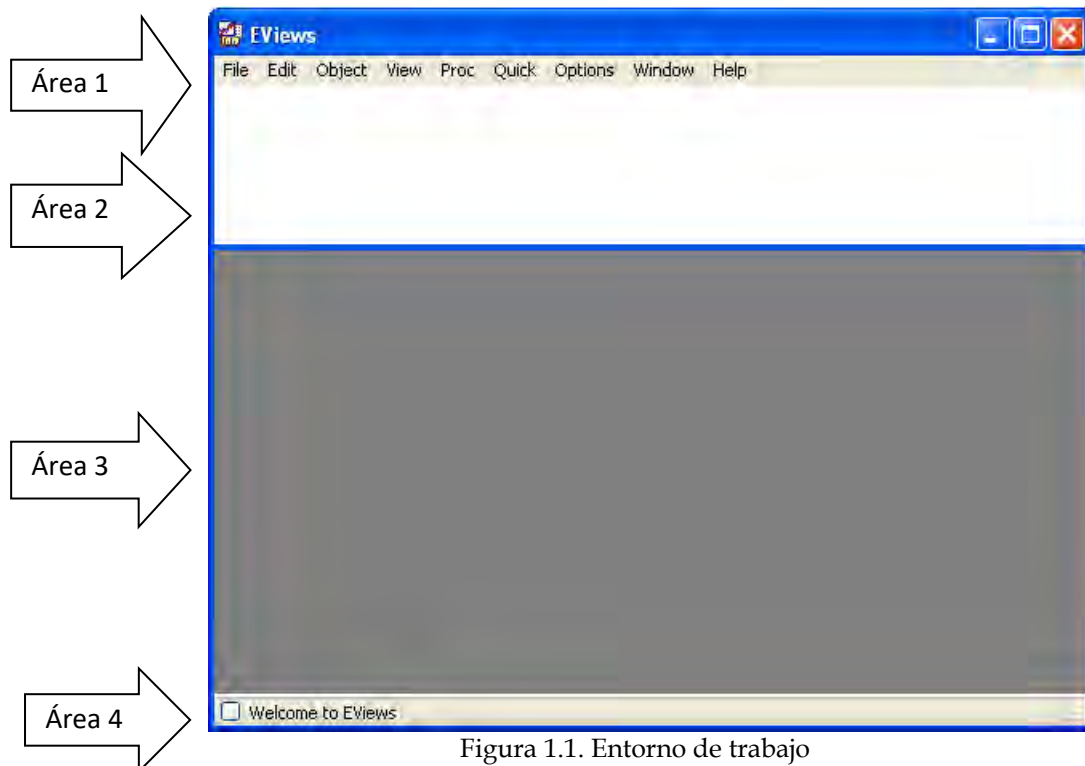 EViews
File Edit Object View Proc Quick Options Window Help
Área 1
Área 2
Área 3
Área 4
Welcome to EViews
Figura 1.1. Entorno de trabajo